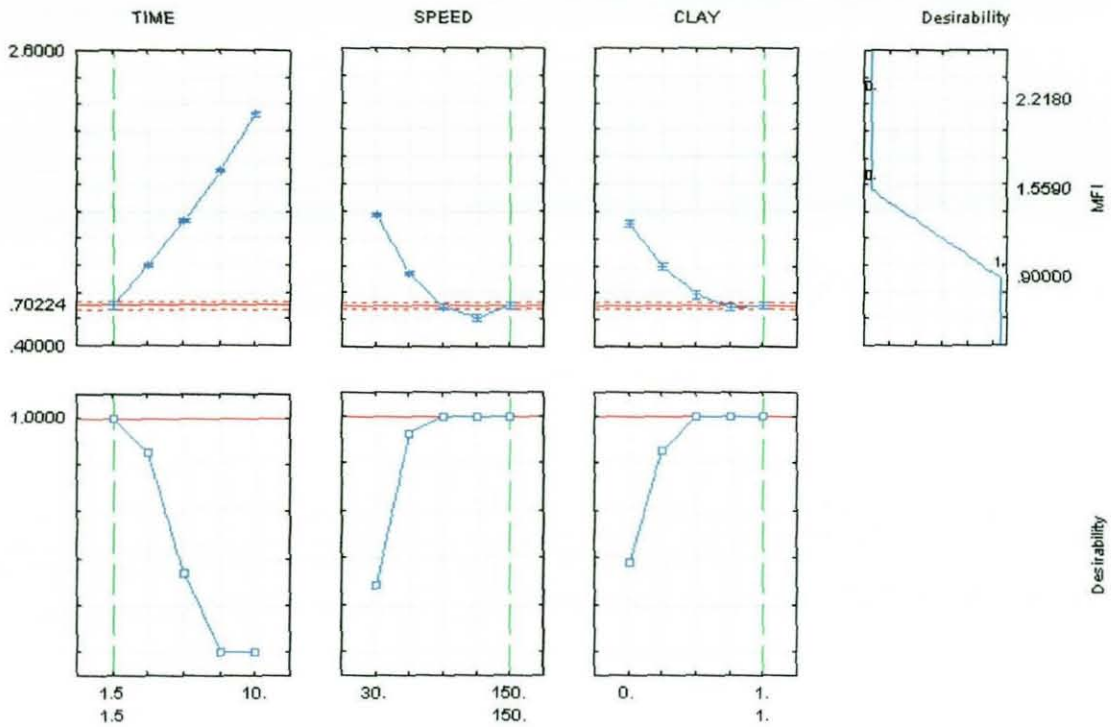 TIME SPEED CLAY Desirability
2.6000
2.2180
1.5590
MFI
.90000
.70224
.40000
1.0000
Desirability
1.5 10. 30. 150. 0. 1.
1.5 150. 1.